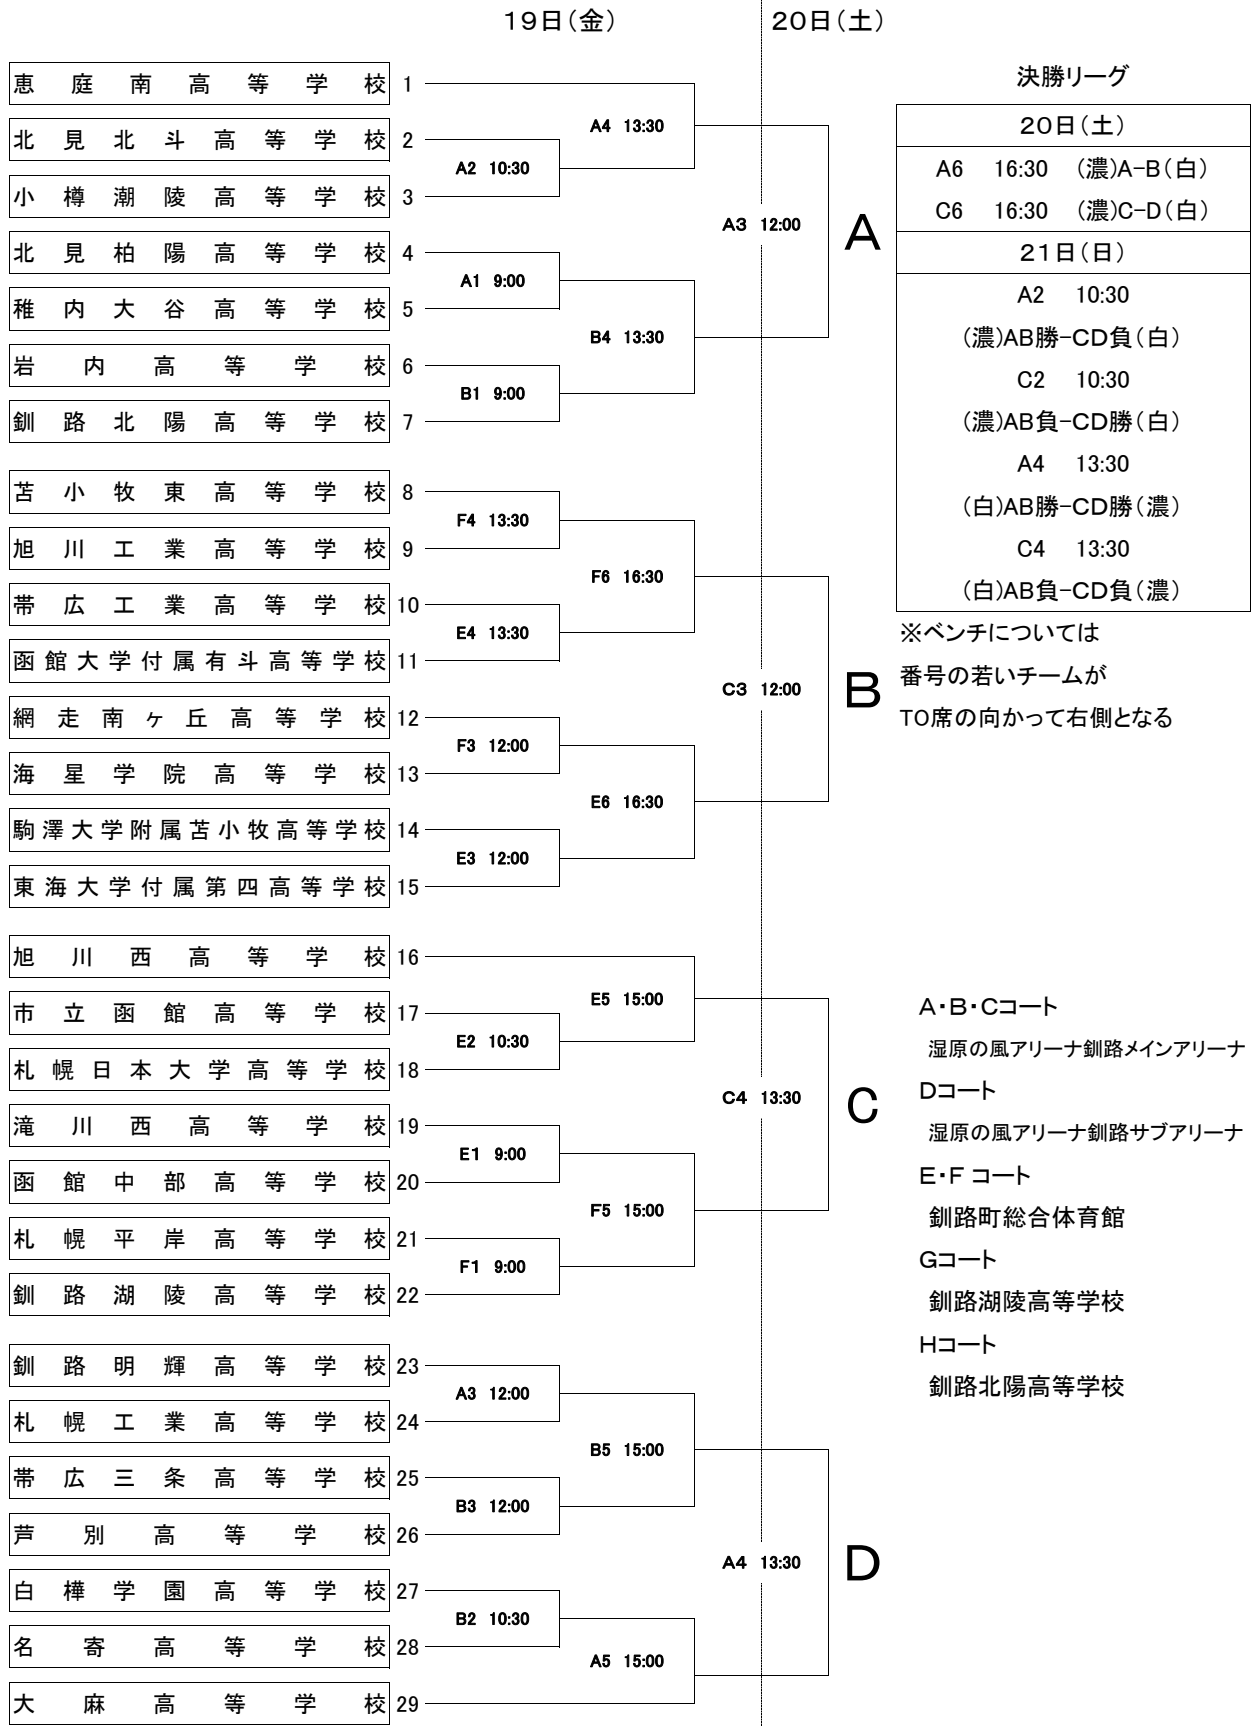 19日(金)
20日(土)
恵庭南高等学校 1
北見北斗高等学校 2
小樽潮陵高等学校 3
北見柏陽高等学校 4
稚内大谷高等学校 5
岩内高等学校 6
釧路北陽高等学校 7
A4 13:30
A2 10:30
A1 9:00
B4 13:30
B1 9:00
A3 12:00
A
苫小牧東高等学校 8
旭川工業高等学校 9
帯広工業高等学校 10
函館大学付属有斗高等学校 11
網走南ヶ丘高等学校 12
海星学院高等学校 13
駒澤大学附属苫小牧高等学校 14
東海大学付属第四高等学校 15
F4 13:30
F6 16:30
E4 13:30
F3 12:00
E6 16:30
E3 12:00
C3 12:00
B
旭川西高等学校 16
市立函館高等学校 17
札幌日本大学高等学校 18
滝川西高等学校 19
函館中部高等学校 20
札幌平岸高等学校 21
釧路湖陵高等学校 22
E5 15:00
E2 10:30
E1 9:00
F5 15:00
F1 9:00
C4 13:30
C
釧路明輝高等学校 23
札幌工業高等学校 24
帯広三条高等学校 25
芦別高等学校 26
白樺学園高等学校 27
名寄高等学校 28
大麻高等学校 29
A3 12:00
B5 15:00
B3 12:00
B2 10:30
A5 15:00
A4 13:30
D
決勝リーグ
20日(土)
A6 16:30 (濃)A-B(白)
C6 16:30 (濃)C-D(白)
21日(日)
A2 10:30
(濃)AB勝-CD負(白)
C2 10:30
(濃)AB負-CD勝(白)
A4 13:30
(白)AB勝-CD勝(濃)
C4 13:30
(白)AB負-CD負(濃)
※ベンチについては
番号の若いチームが
TO席の向かって右側となる
A・B・Cコート
湿原の風アリーナ釧路メインアリーナ
Dコート
湿原の風アリーナ釧路サブアリーナ
E・F コート
釧路町総合体育館
Gコート
釧路湖陵高等学校
Hコート
釧路北陽高等学校